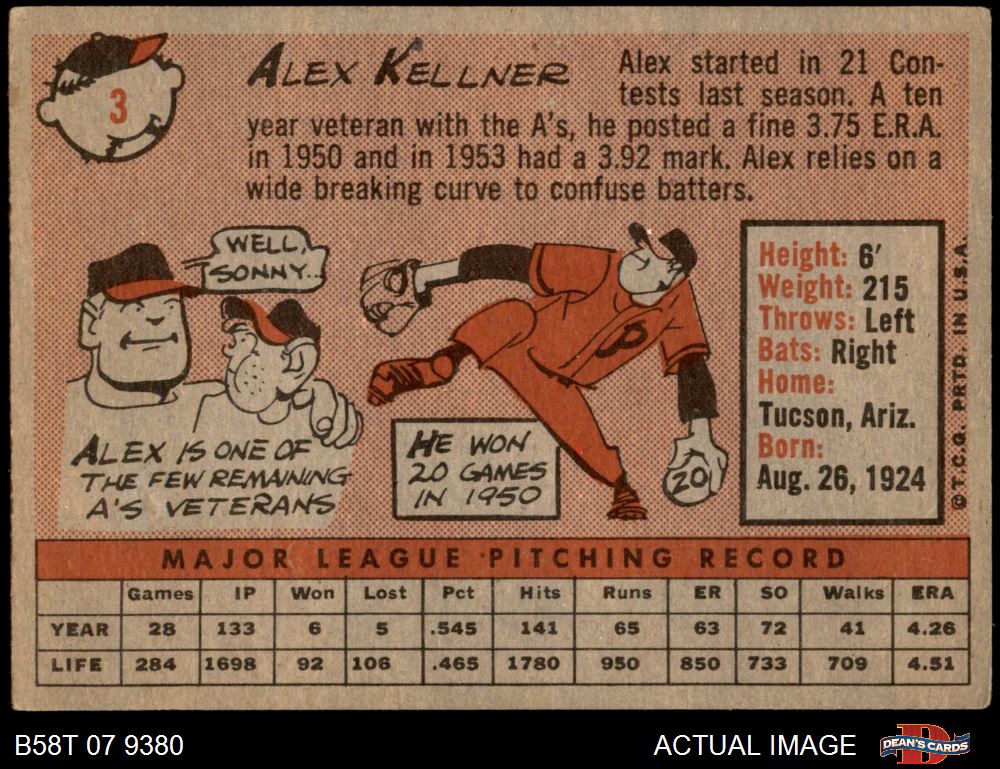 3
ALEX KELLNER
Alex started in 21 Con-
tests last season. A ten
year veteran with the A's, he posted a fine 3.75 E.R.A.
in 1950 and in 1953 had a 3.92 mark. Alex relies on a
wide breaking curve to confuse batters.
WELL,
SONNY...
ALEX IS ONE OF
THE FEW REMAINING
A'S VETERANS
HE WON
20 GAMES
IN 1950
P
20
Height: 6'
Weight: 215
Throws: Left
Bats: Right
Home:
Tucson, Ariz.
Born:
Aug. 26, 1924
©T.C.G. PRTD. IN U.S.A.
MAJOR LEAGUE PITCHING RECORD
Games IP Won Lost Pct Hits Runs ER SO Walks ERA
YEAR 28 133 6 5 .545 141 65 63 72 41 4.26
LIFE 284 1698 92 106 .465 1780 950 850 733 709 4.51
B58T 07 9380
ACTUAL IMAGE
D
DEAN'S CARDS